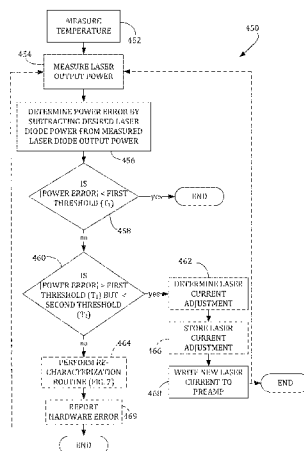 MEASURE
TEMPERATURE
452
450
454
MEASURE LASER
OUTPUT POWER
DETERMINE POWER ERROR BY
SUBTRACTING DESIRED LASER
DIODE POWER FROM MEASURED
LASER DIODE OUTPUT POWER
456
IS
|POWER ERROR| < FIRST
THRESHOLD (T₁)
yes
END
458
no
460
IS
|POWER ERROR| > FIRST
THRESHOLD (T₁) BUT <
SECOND THRESHOLD
(T₂)
yes
462
DETERMINE LASER
CURRENT ADJUSTMENT
466
STORE LASER
CURRENT
ADJUSTMENT
no
464
PERFORM RE-
CHARACTERIZATION
ROUTINE (FIG. 7)
468
WRITE NEW LASER
CURRENT TO
PREAMP
END
REPORT
HARDWARE ERROR
469
END